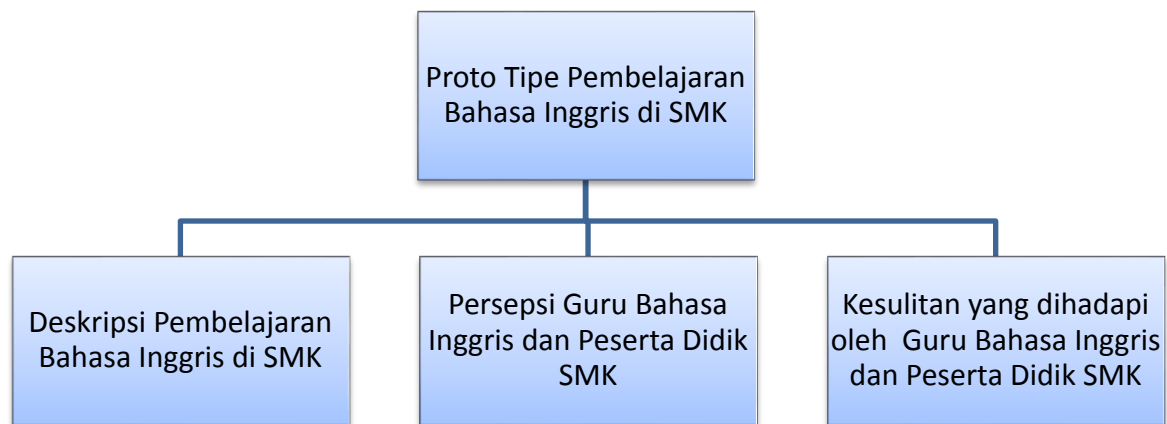 Proto Tipe Pembelajaran
Bahasa Inggris di SMK
Deskripsi Pembelajaran
Bahasa Inggris di SMK
Persepsi Guru Bahasa
Inggris dan Peserta Didik
SMK
Kesulitan yang dihadapi
oleh  Guru Bahasa Inggris
dan Peserta Didik SMK